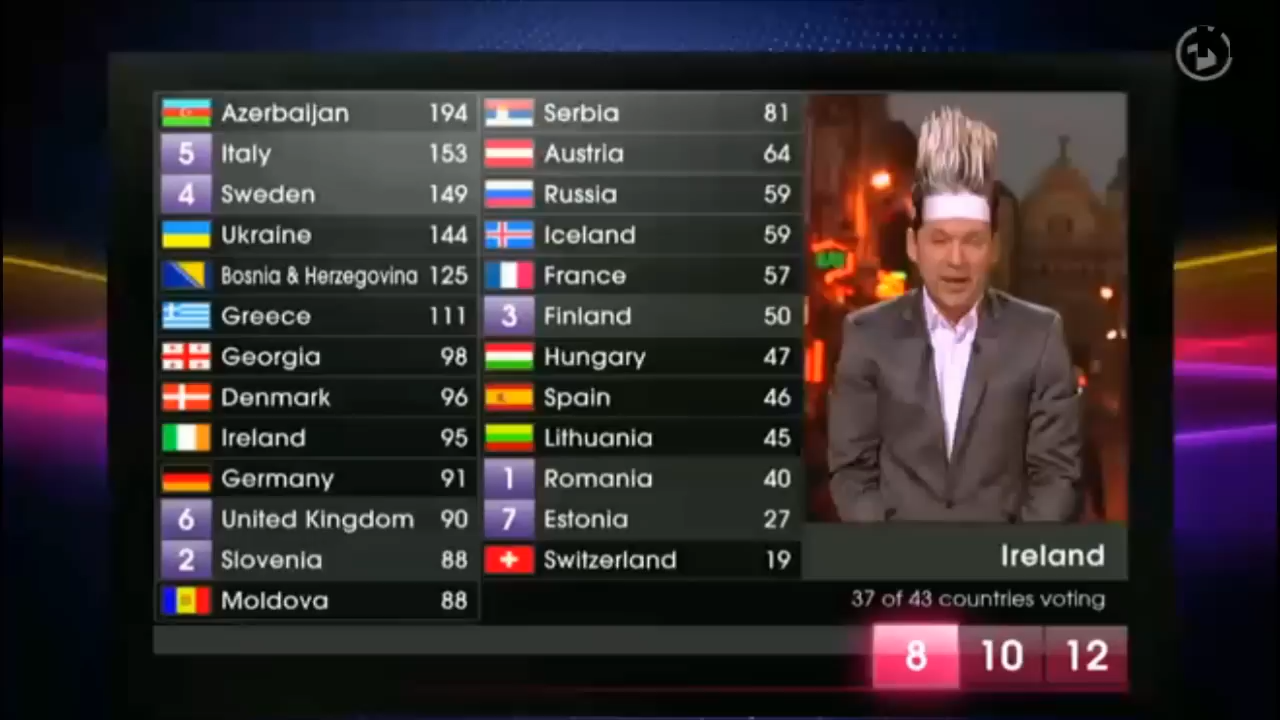 Azerbaijan 194
5 Italy 153
4 Sweden 149
Ukraine 144
Bosnia & Herzegovina 125
Greece 111
Georgia 98
Denmark 96
Ireland 95
Germany 91
6 United Kingdom 90
2 Slovenia 88
Moldova 88
Serbia 81
Austria 64
Russia 59
Iceland 59
France 57
3 Finland 50
Hungary 47
Spain 46
Lithuania 45
1 Romania 40
7 Estonia 27
Switzerland 19
Ireland
37 of 43 countries voting
8 10 12